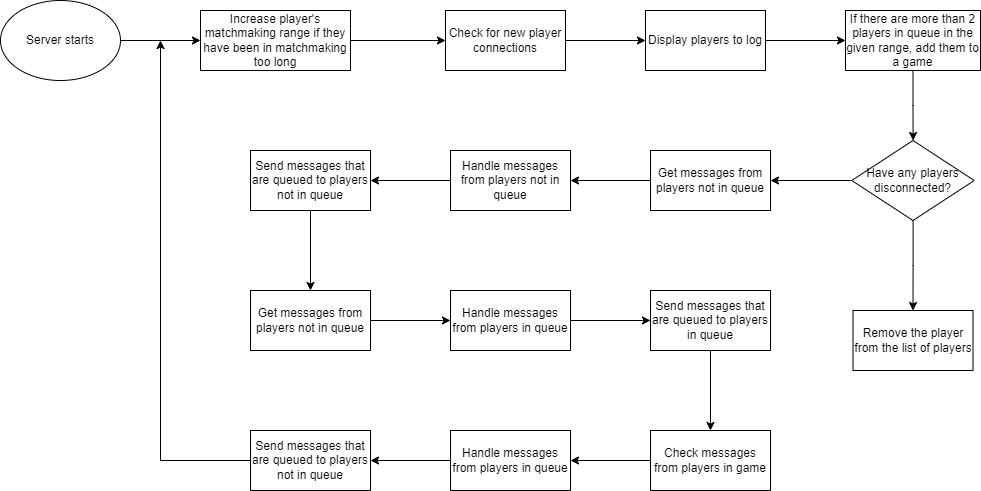 Server starts
Increase player's
matchmaking range if they
have been in matchmaking
too long
Check for new player
connections
Display players to log
If there are more than 2
players in queue in the
given range, add them to
a game
Send messages that
are queued to players
not in queue
Handle messages
from players not in
queue
Get messages from
players not in queue
Have any players
disconnected?
Get messages from
players not in queue
Handle messages
from players in queue
Send messages that
are queued to players
in queue
Remove the player
from the list of players
Send messages that
are queued to players
not in queue
Handle messages
from players in queue
Check messages
from players in game